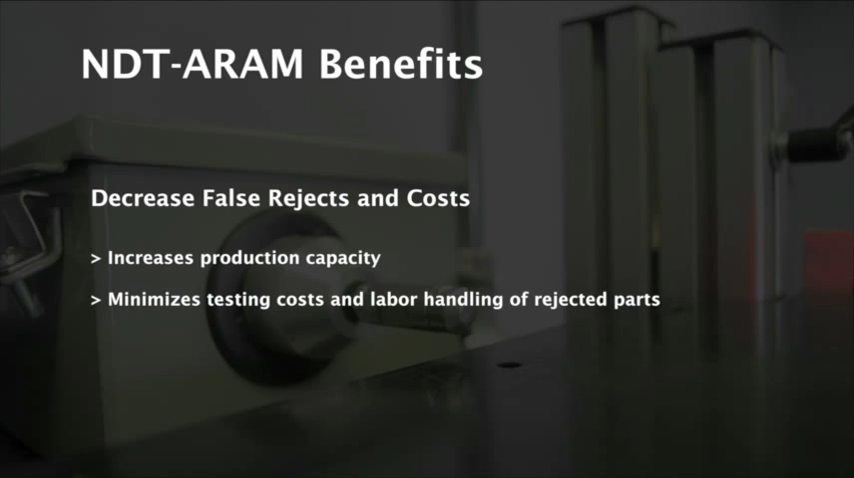 NDT-ARAM Benefits
Decrease False Rejects and Costs
> Increases production capacity
> Minimizes testing costs and labor handling of rejected parts